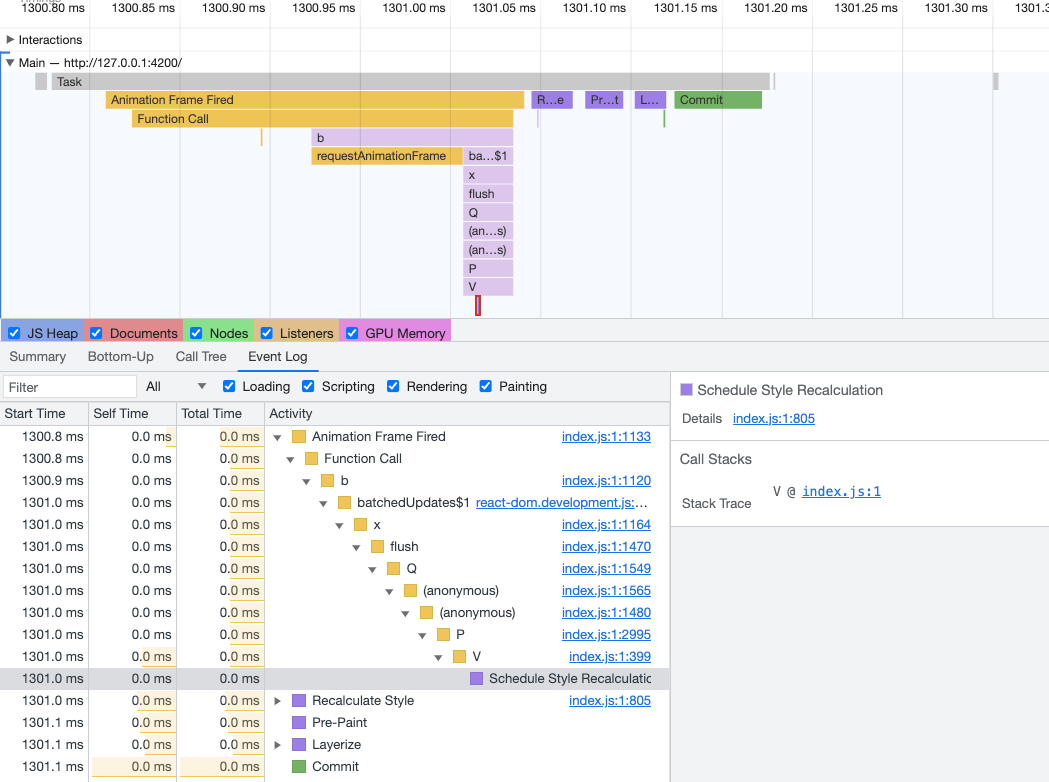 1300.80 ms 1300.85 ms 1300.90 ms 1300.95 ms 1301.00 ms 1301.05 ms 1301.10 ms 1301.15 ms 1301.20 ms 1301.25 ms 1301.30 ms 1301.3
Interactions
Main — http://127.0.0.1:4200/
Task
Animation Frame Fired R...e Pr...t L... Commit
Function Call
b
requestAnimationFrame ba...$1
x
flush
Q
(an...s)
(an...s)
P
V
JS Heap Documents Nodes Listeners GPU Memory
Summary Bottom-Up Call Tree Event Log
Filter All Loading Scripting Rendering Painting
Start Time Self Time Total Time Activity
1300.8 ms 0.0 ms 0.0 ms Animation Frame Fired index.js:1:1133
1300.8 ms 0.0 ms 0.0 ms Function Call
1300.9 ms 0.0 ms 0.0 ms b index.js:1:1120
1301.0 ms 0.0 ms 0.0 ms batchedUpdates$1 react-dom.development.js:...
1301.0 ms 0.0 ms 0.0 ms x index.js:1:1164
1301.0 ms 0.0 ms 0.0 ms flush index.js:1:1470
1301.0 ms 0.0 ms 0.0 ms Q index.js:1:1549
1301.0 ms 0.0 ms 0.0 ms (anonymous) index.js:1:1565
1301.0 ms 0.0 ms 0.0 ms (anonymous) index.js:1:1480
1301.0 ms 0.0 ms 0.0 ms P index.js:1:2995
1301.0 ms 0.0 ms 0.0 ms V index.js:1:399
1301.0 ms 0.0 ms 0.0 ms Schedule Style Recalculatic
1301.0 ms 0.0 ms 0.0 ms Recalculate Style index.js:1:805
1301.1 ms 0.0 ms 0.0 ms Pre-Paint
1301.1 ms 0.0 ms 0.0 ms Layerize
1301.1 ms 0.0 ms 0.0 ms Commit
Schedule Style Recalculation
Details index.js:1:805
Call Stacks
Stack Trace V @ index.js:1